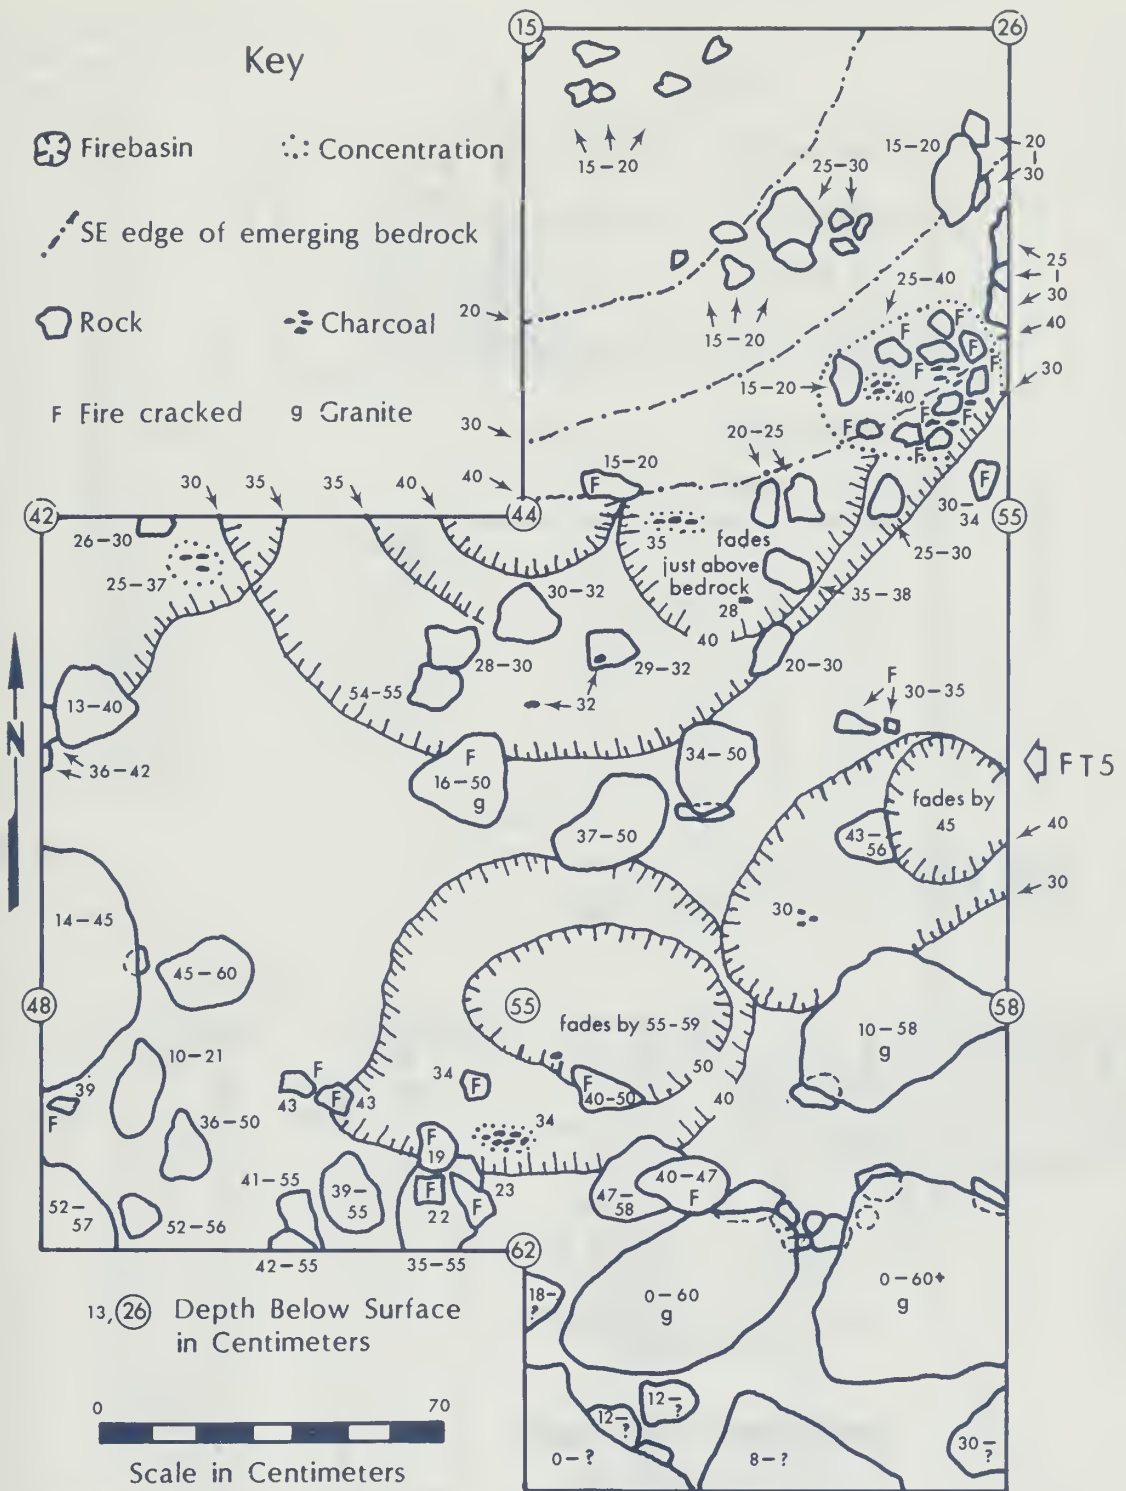 15
26
Key
Firebasin
Concentration
15-20
15-20
20
-
30
25-30
SE edge of emerging bedrock
25
-
30
25-40
20
Rock
Charcoal
40
15-20
F
F
F
F
F
40
30
15-20
F
F
F
F
F Fire cracked
g Granite
30
20-25
15-20
F
40
F
30-
34
30
35
35
40
42
44
55
26-30
25-37
35
fades
just above
bedrock
28
25-30
30-32
35-38
40
28-30
29-32
20-30
54-55
32
13-40
F
30-35
N
36-42
F
16-50
g
34-50
FT5
fades by
45
40
37-50
43-
56
30
14-45
30
45-60
48
55
58
fades by 55-59
10-58
g
10-21
50
39
F
F
43
F
43
34
F
F
40-50
40
36-50
F
19
34
41-55
39-
55
F
22
F
23
47-
58
40-47
F
52-
57
52-56
42-55
35-55
62
13, 26 Depth Below Surface
in Centimeters
18-
?
0-60
g
0-60+
g
12-
?
12-
?
0-?
8-?
30-
?
0
70
Scale in Centimeters